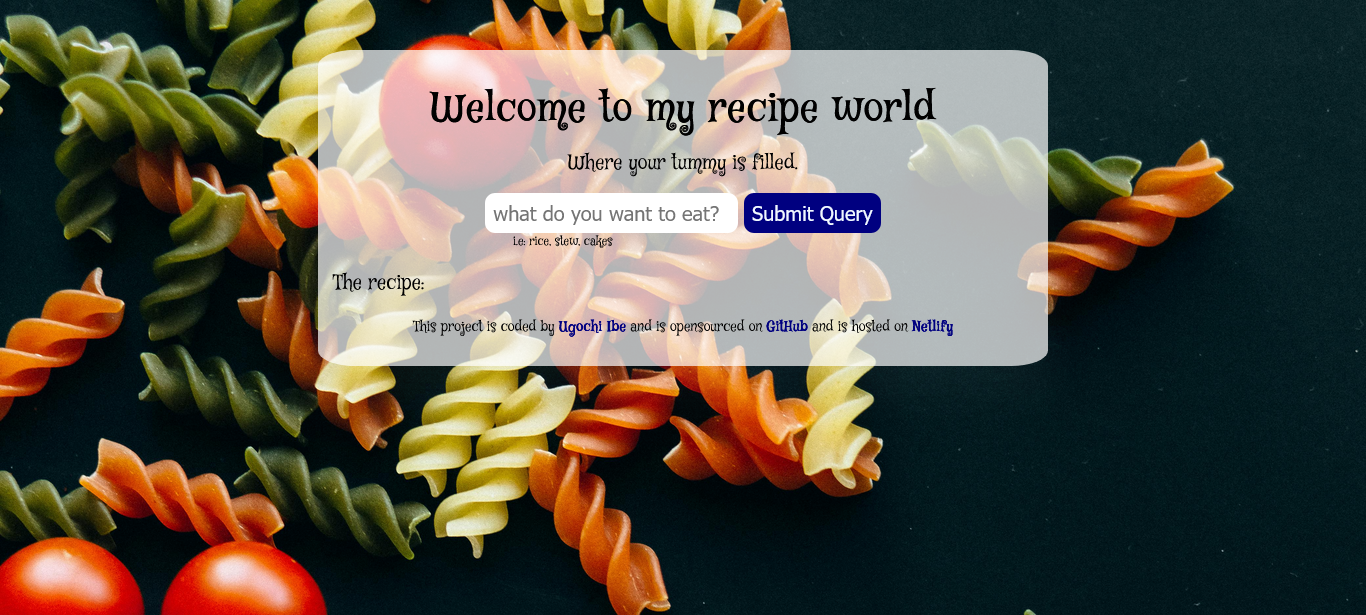 Welcome to my recipe world
Where your tummy is filled.
what do you want to eat? Submit Query
i.e: rice, stew, cakes
The recipe:
This project is coded by Ugochi Ibe and is opensourced on GitHub and is hosted on Netlify